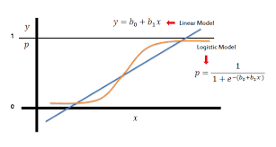 y = b₀ + b₁x
Linear Model
y
1
p
Logistic Model
p = 1 / (1 + e^-(b₀+b₁x))
0
x